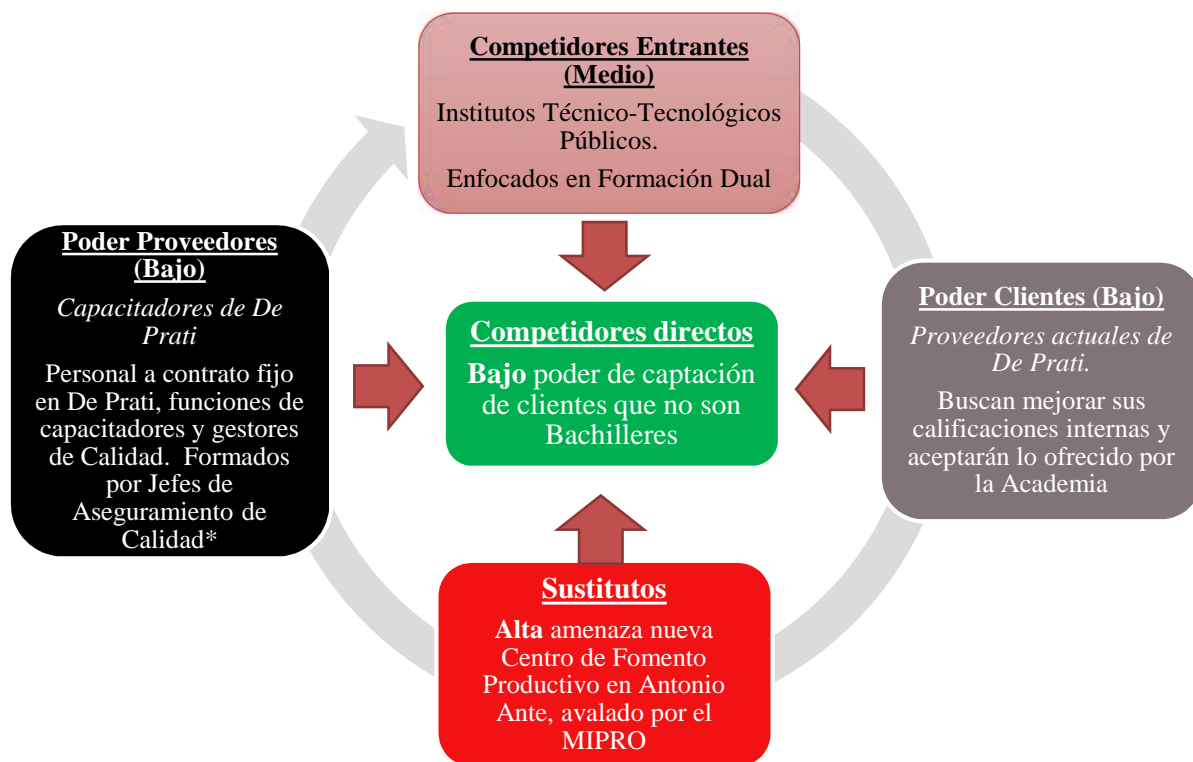 Competidores Entrantes
(Medio)
Institutos Técnico-Tecnológicos
Públicos.
Enfocados en Formación Dual
Poder Proveedores
(Bajo)
Capacitadores de De
Prati
Personal a contrato fijo
en De Prati, funciones de
capacitadores y gestores
de Calidad.  Formados
por Jefes de
Aseguramiento de
Calidad*
Competidores directos
Bajo poder de captación
de clientes que no son
Bachilleres
Poder Clientes (Bajo)
Proveedores actuales de
De Prati.
Buscan mejorar sus
calificaciones internas y
aceptarán lo ofrecido por
la Academia
Sustitutos
Alta amenaza nueva
Centro de Fomento
Productivo en Antonio
Ante, avalado por el
MIPRO